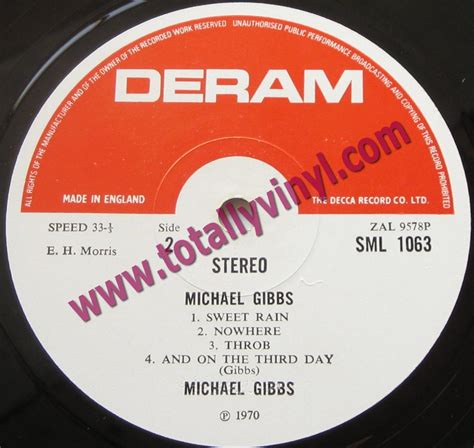 ALL RIGHTS OF THE MANUFACTURER AND OF THE OWNER OF THE RECORDED WORK RESERVED UNAUTHORISED PUBLIC PERFORMANCE BROADCASTING AND COPYING OF THIS RECORD PROHIBITED
DERAM
MADE IN ENGLAND
THE DECCA RECORD CO. LTD.
SPEED 33-⅓
Side
2
ZAL 9578P
E. H. Morris
SML 1063
STEREO
MICHAEL GIBBS
1. SWEET RAIN
2. NOWHERE
3. THROB
4. AND ON THE THIRD DAY
(Gibbs)
MICHAEL GIBBS
℗ 1970
www.totallyvinyl.com